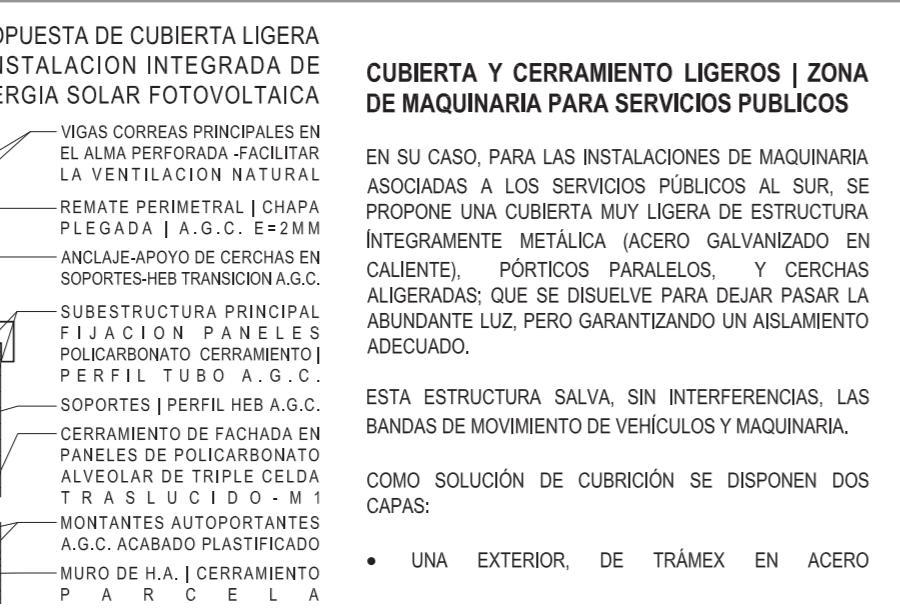 OPUESTA DE CUBIERTA LIGERA
NSTALACION INTEGRADA DE
ERGIA SOLAR FOTOVOLTAICA
VIGAS CORREAS PRINCIPALES EN
EL ALMA PERFORADA -FACILITAR
LA VENTILACION NATURAL
REMATE PERIMETRAL | CHAPA
PLEGADA | A.G.C. E=2MM
ANCLAJE-APOYO DE CERCHAS EN
SOPORTES-HEB TRANSICION A.G.C.
SUBESTRUCTURA PRINCIPAL
FIJACION PANELES
POLICARBONATO CERRAMIENTO |
PERFIL TUBO A.G.C.
SOPORTES | PERFIL HEB A.G.C.
CERRAMIENTO DE FACHADA EN
PANELES DE POLICARBONATO
ALVEOLAR DE TRIPLE CELDA
TRASLUCIDO-M1
MONTANTES AUTOPORTANTES
A.G.C. ACABADO PLASTIFICADO
MURO DE H.A. | CERRAMIENTO
PARCELA
CUBIERTA Y CERRAMIENTO LIGEROS | ZONA
DE MAQUINARIA PARA SERVICIOS PUBLICOS
EN SU CASO, PARA LAS INSTALACIONES DE MAQUINARIA
ASOCIADAS A LOS SERVICIOS PÚBLICOS AL SUR, SE
PROPONE UNA CUBIERTA MUY LIGERA DE ESTRUCTURA
ÍNTEGRAMENTE METÁLICA (ACERO GALVANIZADO EN
CALIENTE), PÓRTICOS PARALELOS, Y CERCHAS
ALIGERADAS; QUE SE DISUELVE PARA DEJAR PASAR LA
ABUNDANTE LUZ, PERO GARANTIZANDO UN AISLAMIENTO
ADECUADO.
ESTA ESTRUCTURA SALVA, SIN INTERFERENCIAS, LAS
BANDAS DE MOVIMIENTO DE VEHÍCULOS Y MAQUINARIA.
COMO SOLUCIÓN DE CUBRICIÓN SE DISPONEN DOS
CAPAS:
• UNA EXTERIOR, DE TRÁMEX EN ACERO